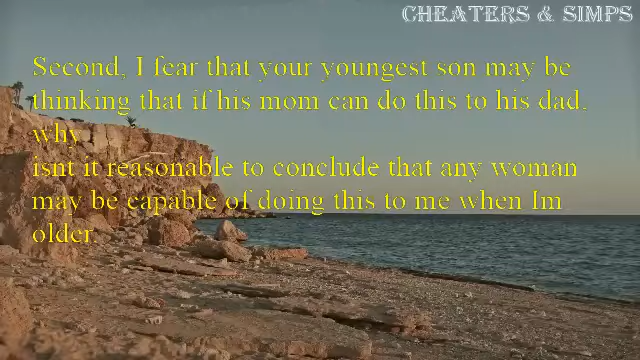 CHEATERS & SIMPS
Second, I fear that your youngest son may be
thinking that if his mom can do this to his dad,
why
isnt it reasonable to conclude that any woman
may be capable of doing this to me when Im
older